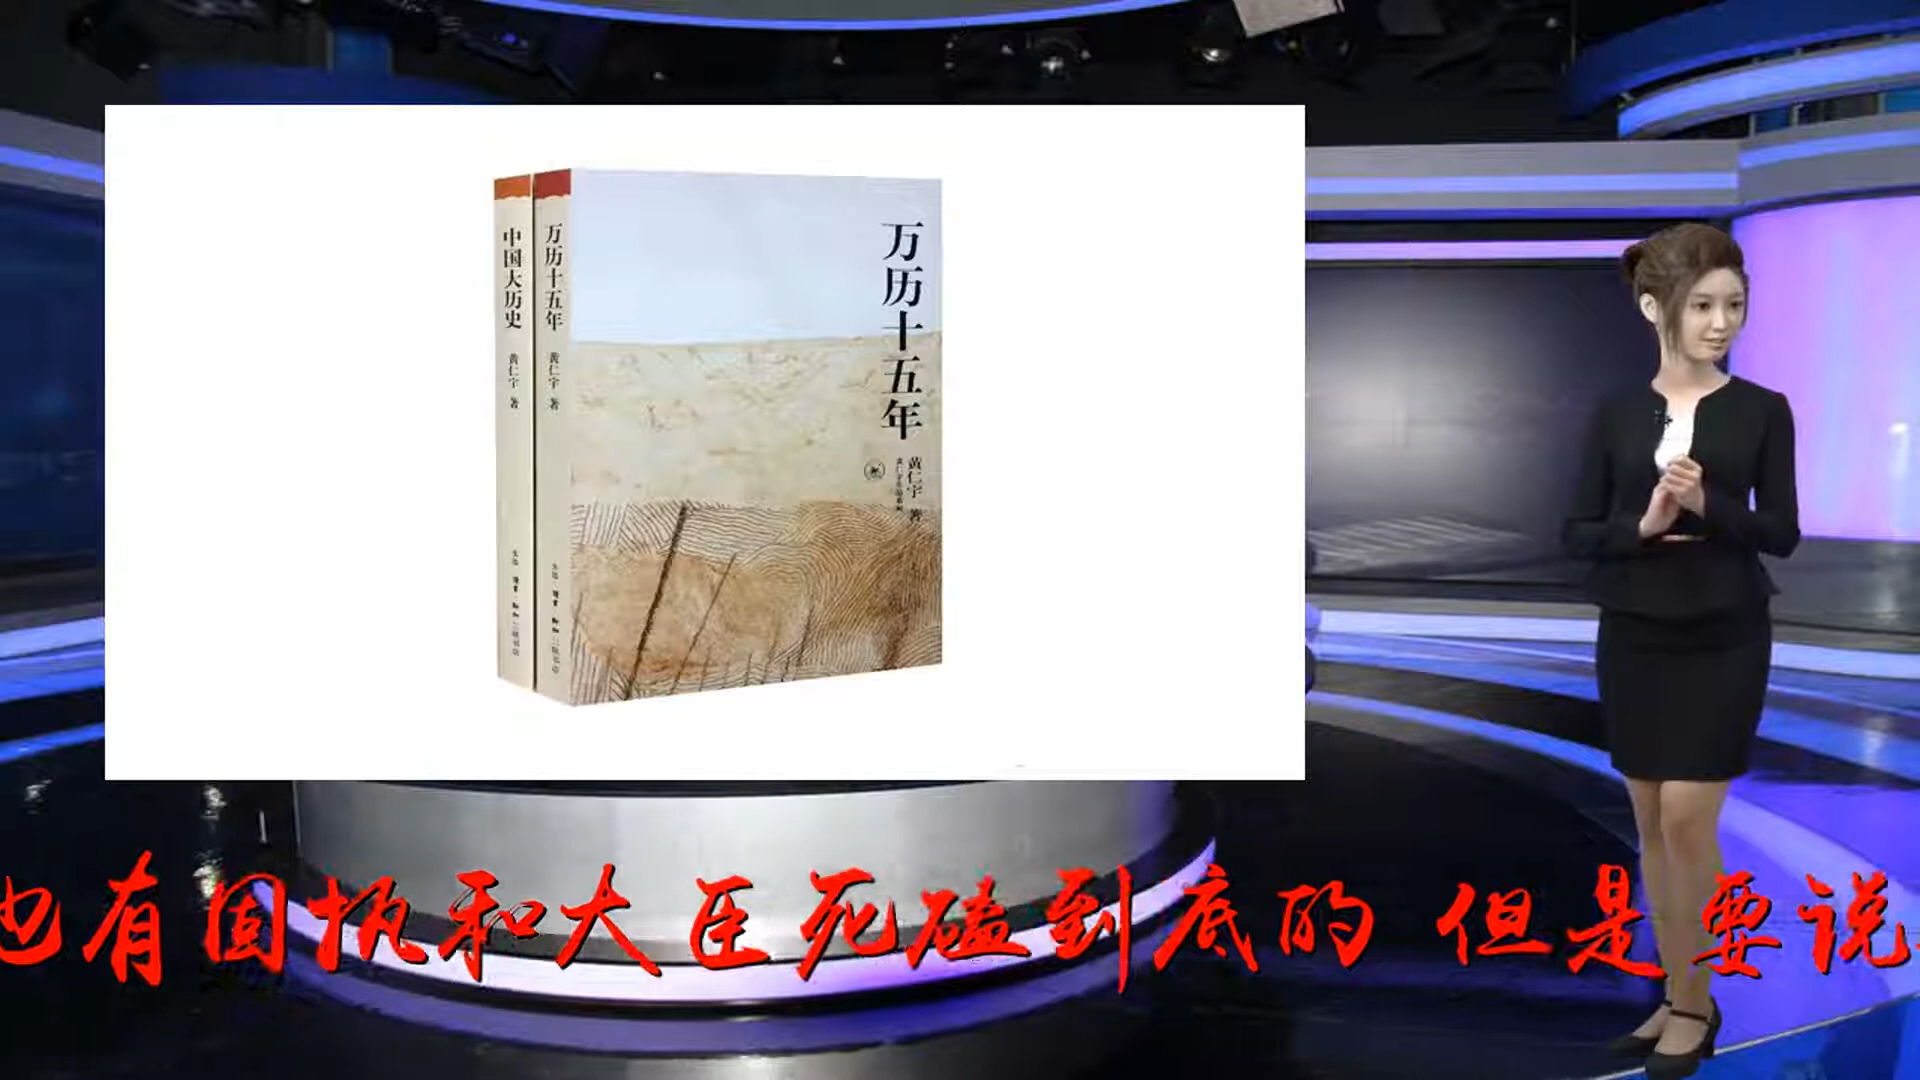 中国大历史 黄仁宇 著
万历十五年 黄仁宇 著
万历十五年
黄仁宇 著
也有固执和大臣死磕到底的 但是要说